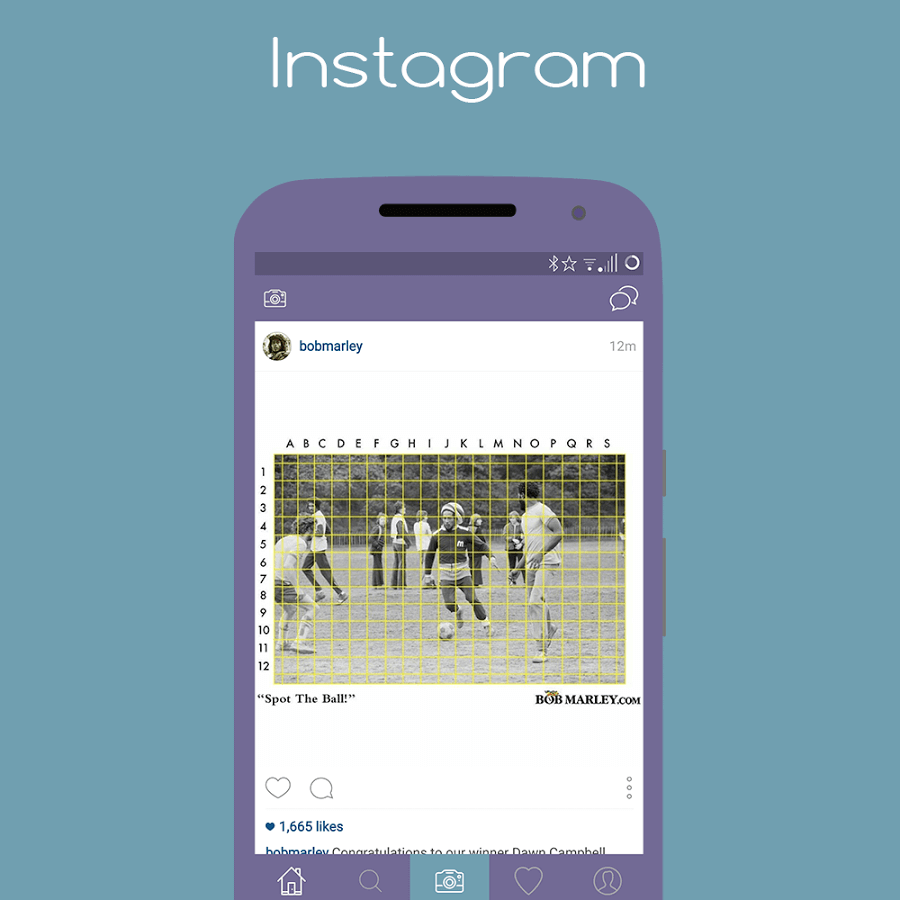 Instagram
bobmarley
12m
A B C D E F G H I J K L M N O P Q R S
1
2
3
4
5
6
7
8
9
10
11
12
“Spot The Ball!”
BOB MARLEY.COM
1,665 likes
bobmarley Congratulations to our winner Dawn Campbell